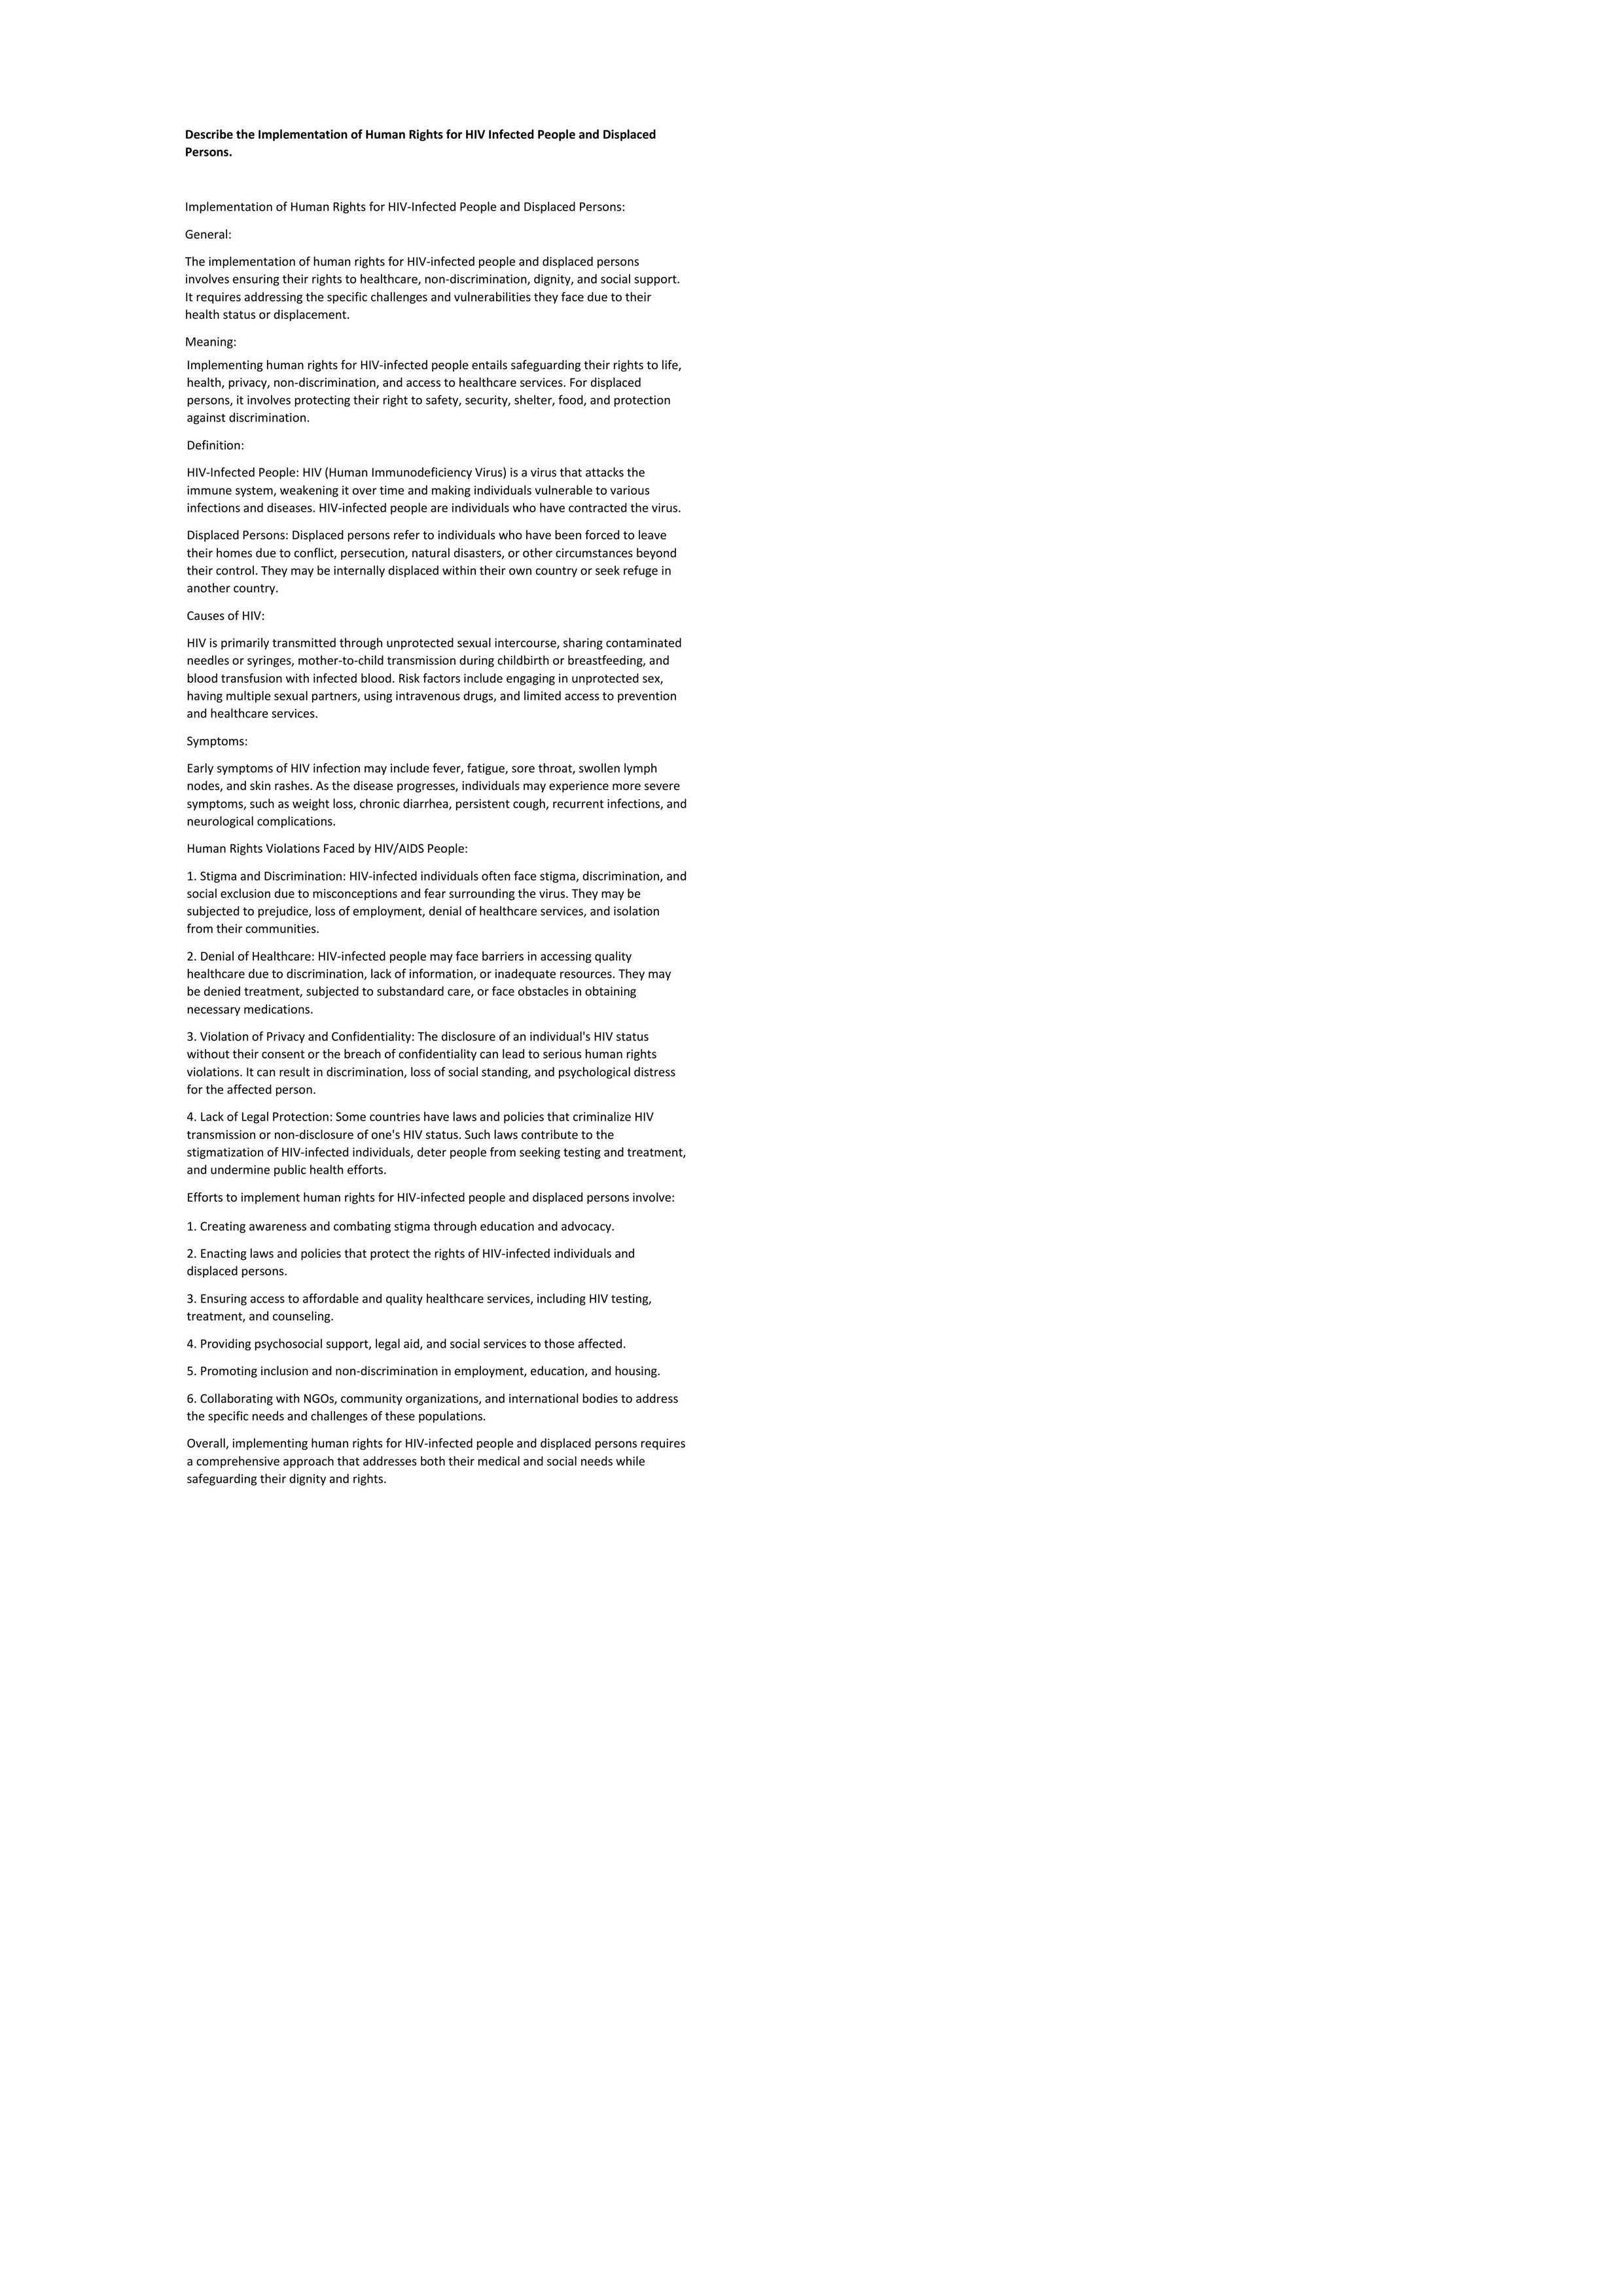 Describe the Implementation of Human Rights for HIV Infected People and Displaced
Persons.
Implementation of Human Rights for HIV-Infected People and Displaced Persons:
General:
The implementation of human rights for HIV-infected people and displaced persons
involves ensuring their rights to healthcare, non-discrimination, dignity, and social support.
It requires addressing the specific challenges and vulnerabilities they face due to their
health status or displacement.
Meaning:
Implementing human rights for HIV-infected people entails safeguarding their rights to life,
health, privacy, non-discrimination, and access to healthcare services. For displaced
persons, it involves protecting their right to safety, security, shelter, food, and protection
against discrimination.
Definition:
HIV-Infected People: HIV (Human Immunodeficiency Virus) is a virus that attacks the
immune system, weakening it over time and making individuals vulnerable to various
infections and diseases. HIV-infected people are individuals who have contracted the virus.
Displaced Persons: Displaced persons refer to individuals who have been forced to leave
their homes due to conflict, persecution, natural disasters, or other circumstances beyond
their control. They may be internally displaced within their own country or seek refuge in
another country.
Causes of HIV:
HIV is primarily transmitted through unprotected sexual intercourse, sharing contaminated
needles or syringes, mother-to-child transmission during childbirth or breastfeeding, and
blood transfusion with infected blood. Risk factors include engaging in unprotected sex,
having multiple sexual partners, using intravenous drugs, and limited access to prevention
and healthcare services.
Symptoms:
Early symptoms of HIV infection may include fever, fatigue, sore throat, swollen lymph
nodes, and skin rashes. As the disease progresses, individuals may experience more severe
symptoms, such as weight loss, chronic diarrhea, persistent cough, recurrent infections, and
neurological complications.
Human Rights Violations Faced by HIV/AIDS People:
1. Stigma and Discrimination: HIV-infected individuals often face stigma, discrimination, and
social exclusion due to misconceptions and fear surrounding the virus. They may be
subjected to prejudice, loss of employment, denial of healthcare services, and isolation
from their communities.
2. Denial of Healthcare: HIV-infected people may face barriers in accessing quality
healthcare due to discrimination, lack of information, or inadequate resources. They may
be denied treatment, subjected to substandard care, or face obstacles in obtaining
necessary medications.
3. Violation of Privacy and Confidentiality: The disclosure of an individual's HIV status
without their consent or the breach of confidentiality can lead to serious human rights
violations. It can result in discrimination, loss of social standing, and psychological distress
for the affected person.
4. Lack of Legal Protection: Some countries have laws and policies that criminalize HIV
transmission or non-disclosure of one's HIV status. Such laws contribute to the
stigmatization of HIV-infected individuals, deter people from seeking testing and treatment,
and undermine public health efforts.
Efforts to implement human rights for HIV-infected people and displaced persons involve:
1. Creating awareness and combating stigma through education and advocacy.
2. Enacting laws and policies that protect the rights of HIV-infected individuals and
displaced persons.
3. Ensuring access to affordable and quality healthcare services, including HIV testing,
treatment, and counseling.
4. Providing psychosocial support, legal aid, and social services to those affected.
5. Promoting inclusion and non-discrimination in employment, education, and housing.
6. Collaborating with NGOs, community organizations, and international bodies to address
the specific needs and challenges of these populations.
Overall, implementing human rights for HIV-infected people and displaced persons requires
a comprehensive approach that addresses both their medical and social needs while
safeguarding their dignity and rights.